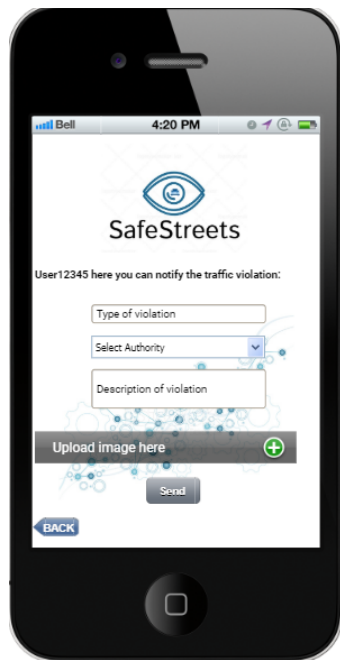 Bell 4:20 PM
SafeStreets
User12345 here you can notify the traffic violation:
Type of violation
Select Authority
Description of violation
Upload image here
Send
BACK